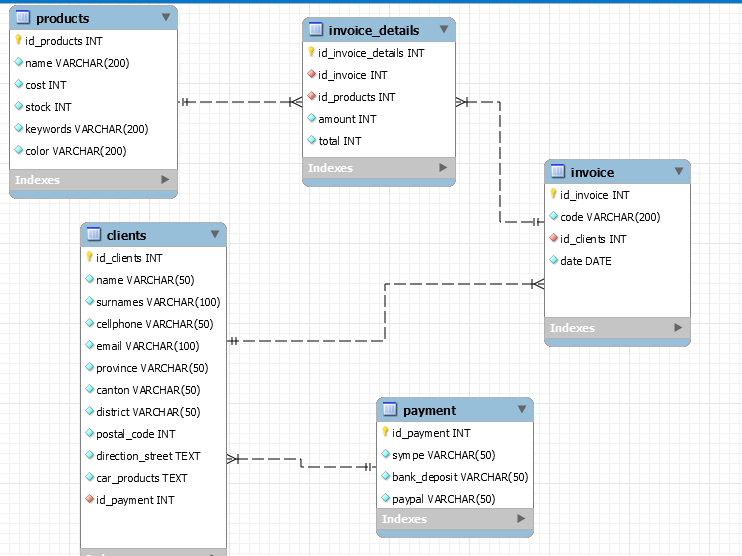 products
id_products INT
name VARCHAR(200)
cost INT
stock INT
keywords VARCHAR(200)
color VARCHAR(200)
Indexes
invoice_details
id_invoice_details INT
id_invoice INT
id_products INT
amount INT
total INT
Indexes
invoice
id_invoice INT
code VARCHAR(200)
id_clients INT
date DATE
Indexes
clients
id_clients INT
name VARCHAR(50)
surnames VARCHAR(100)
cellphone VARCHAR(50)
email VARCHAR(100)
province VARCHAR(50)
canton VARCHAR(50)
district VARCHAR(50)
postal_code INT
direction_street TEXT
car_products TEXT
id_payment INT
payment
id_payment INT
sympe VARCHAR(50)
bank_deposit VARCHAR(50)
paypal VARCHAR(50)
Indexes